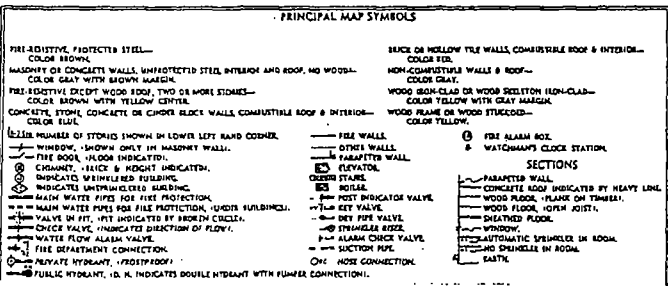 PRINCIPAL MAP SYMBOLS
FIRE-RESISTIVE, PROTECTED STEEL—
COLOR BROWN.
MASONRY OR CONCRETE WALLS, UNPROTECTED STEEL INTERIOR AND ROOF, NO WOOD—
COLOR GRAY WITH BROWN MARGIN.
FIRE-RESISTIVE EXCEPT WOOD ROOF, TWO OR MORE STORIES—
COLOR BROWN WITH YELLOW CENTER.
CONCRETE, STONE, CONCRETE OR CINDER BLOCK WALLS, COMBUSTIBLE ROOF & INTERIOR—
COLOR BLUE.
BRICK OR HOLLOW TILE WALLS, COMBUSTIBLE ROOF & INTERIOR—
COLOR RED.
NON-COMBUSTIBLE WALLS & ROOF—
COLOR GRAY.
WOOD IRON-CLAD OR WOOD SKELETON IRON-CLAD—
COLOR YELLOW WITH GRAY MARGIN.
WOOD FRAME OR WOOD STUCCOED—
COLOR YELLOW.
NUMBER OF STORIES SHOWN IN LOWER LEFT HAND CORNER.
WINDOW, (SHOWN ONLY IN MASONRY WALL).
FIRE DOOR, (FLOOR INDICATED).
CHIMNEY, (BRICK & HEIGHT INDICATED).
INDICATES SPRINKLERED BUILDING.
INDICATES UNSPRINKLERED BUILDING.
MAIN WATER PIPES FOR FIRE PROTECTION.
MAIN WATER PIPES FOR FIRE PROTECTION, (UNDER BUILDINGS).
VALVE IN PIT, (PIT INDICATED BY BROKEN CIRCLE).
CHECK VALVE, (INDICATES DIRECTION OF FLOW).
WATER FLOW ALARM VALVE.
FIRE DEPARTMENT CONNECTION.
PRIVATE HYDRANT, (FROSTPROOF)
PUBLIC HYDRANT, (D. H. INDICATES DOUBLE HYDRANT WITH PUMPER CONNECTION).
FIRE WALLS.
OTHER WALLS.
PARAPETED WALL.
ELEVATOR.
STAIRS.
BOILER.
POST INDICATOR VALVE.
KEY VALVE.
DRY PIPE VALVE.
SPRINKLER RISER.
ALARM CHECK VALVE.
SUCTION PIPE.
HOSE CONNECTION.
FIRE ALARM BOX.
WATCHMAN'S CLOCK STATION.
SECTIONS
PARAPETED WALL.
CONCRETE ROOF INDICATED BY HEAVY LINE.
WOOD FLOOR, (PLANK ON TIMBER).
WOOD FLOOR, (OPEN JOIST).
SHEATHED FLOOR.
WINDOW.
AUTOMATIC SPRINKLER IN ROOM.
NO SPRINKLER IN ROOM.
EARTH.